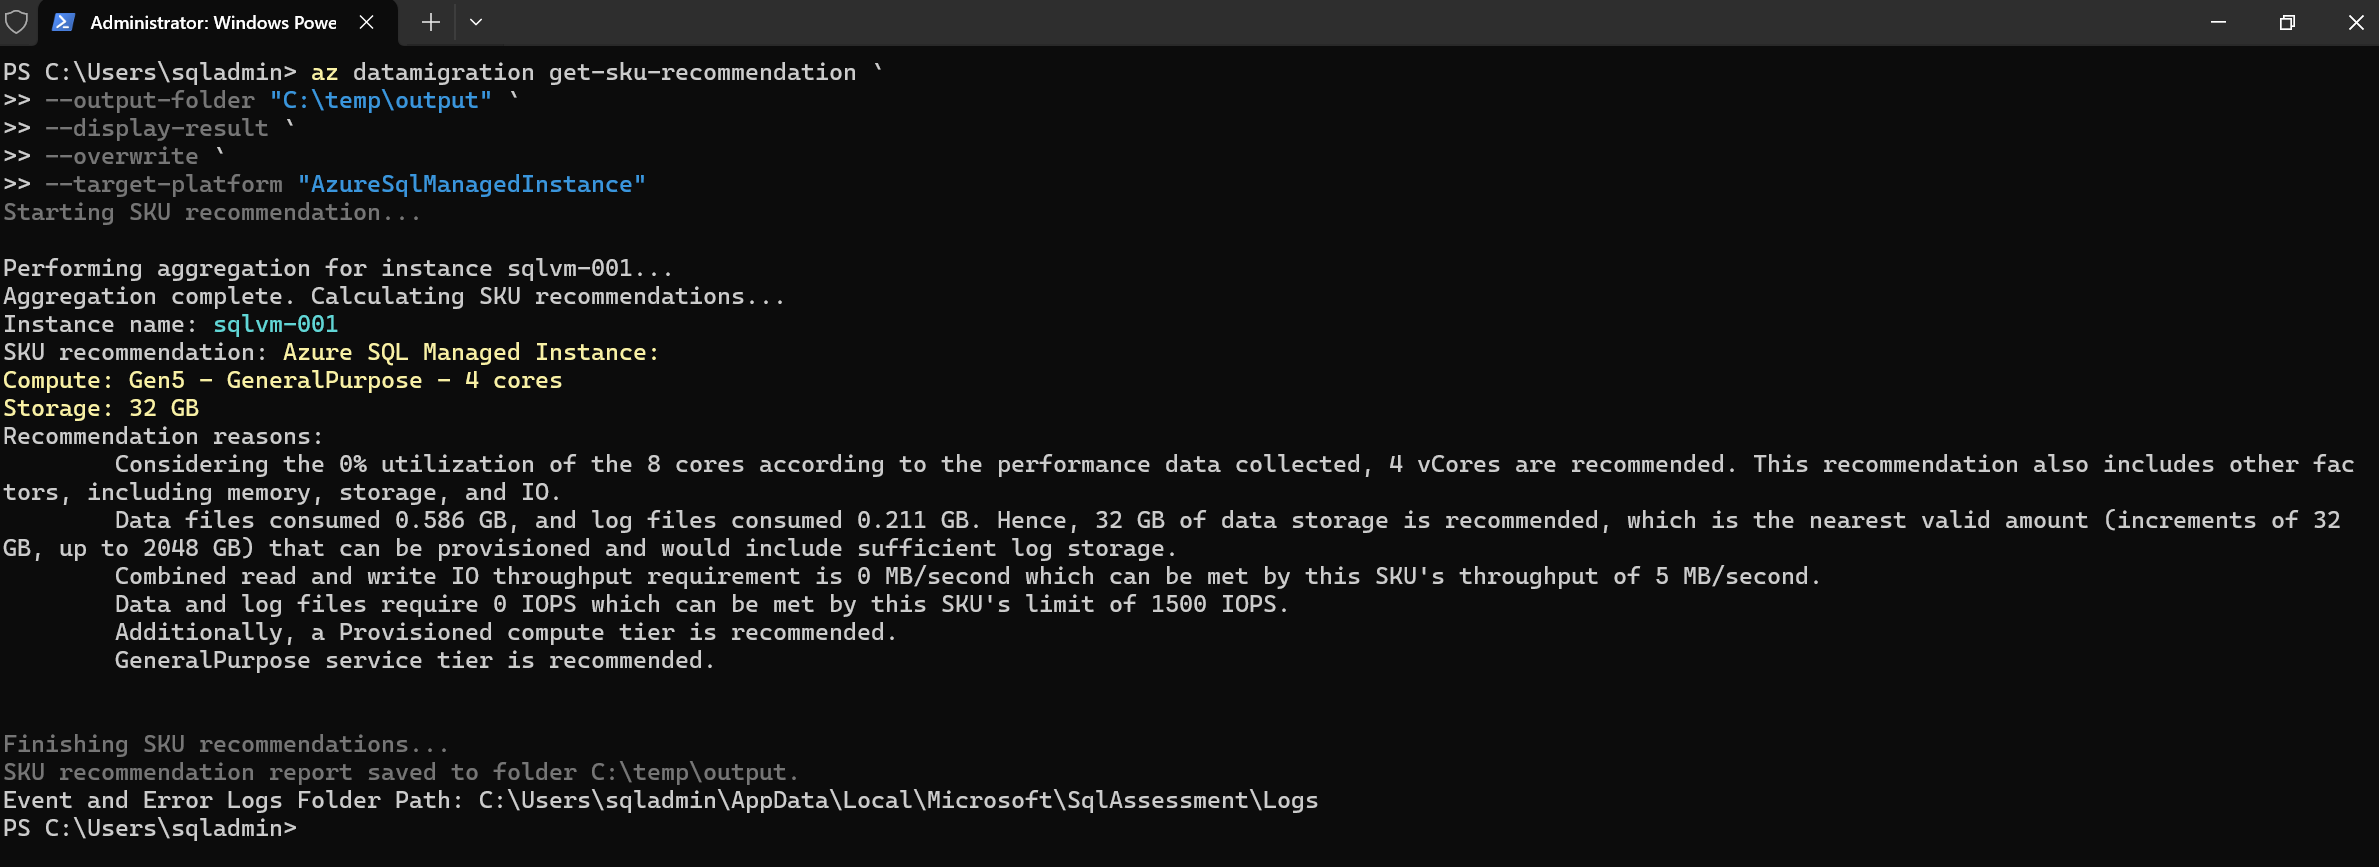 Administrator: Windows Powe
PS C:\Users\sqladmin> az datamigration get-sku-recommendation `
>> --output-folder "C:\temp\output" `
>> --display-result `
>> --overwrite `
>> --target-platform "AzureSqlManagedInstance"
Starting SKU recommendation...
Performing aggregation for instance sqlvm-001...
Aggregation complete. Calculating SKU recommendations...
Instance name: sqlvm-001
SKU recommendation: Azure SQL Managed Instance:
Compute: Gen5 - GeneralPurpose - 4 cores
Storage: 32 GB
Recommendation reasons:
Considering the 0% utilization of the 8 cores according to the performance data collected, 4 vCores are recommended. This recommendation also includes other fac
tors, including memory, storage, and IO.
Data files consumed 0.586 GB, and log files consumed 0.211 GB. Hence, 32 GB of data storage is recommended, which is the nearest valid amount (increments of 32
GB, up to 2048 GB) that can be provisioned and would include sufficient log storage.
Combined read and write IO throughput requirement is 0 MB/second which can be met by this SKU's throughput of 5 MB/second.
Data and log files require 0 IOPS which can be met by this SKU's limit of 1500 IOPS.
Additionally, a Provisioned compute tier is recommended.
GeneralPurpose service tier is recommended.
Finishing SKU recommendations...
SKU recommendation report saved to folder C:\temp\output.
Event and Error Logs Folder Path: C:\Users\sqladmin\AppData\Local\Microsoft\SqlAssessment\Logs
PS C:\Users\sqladmin>